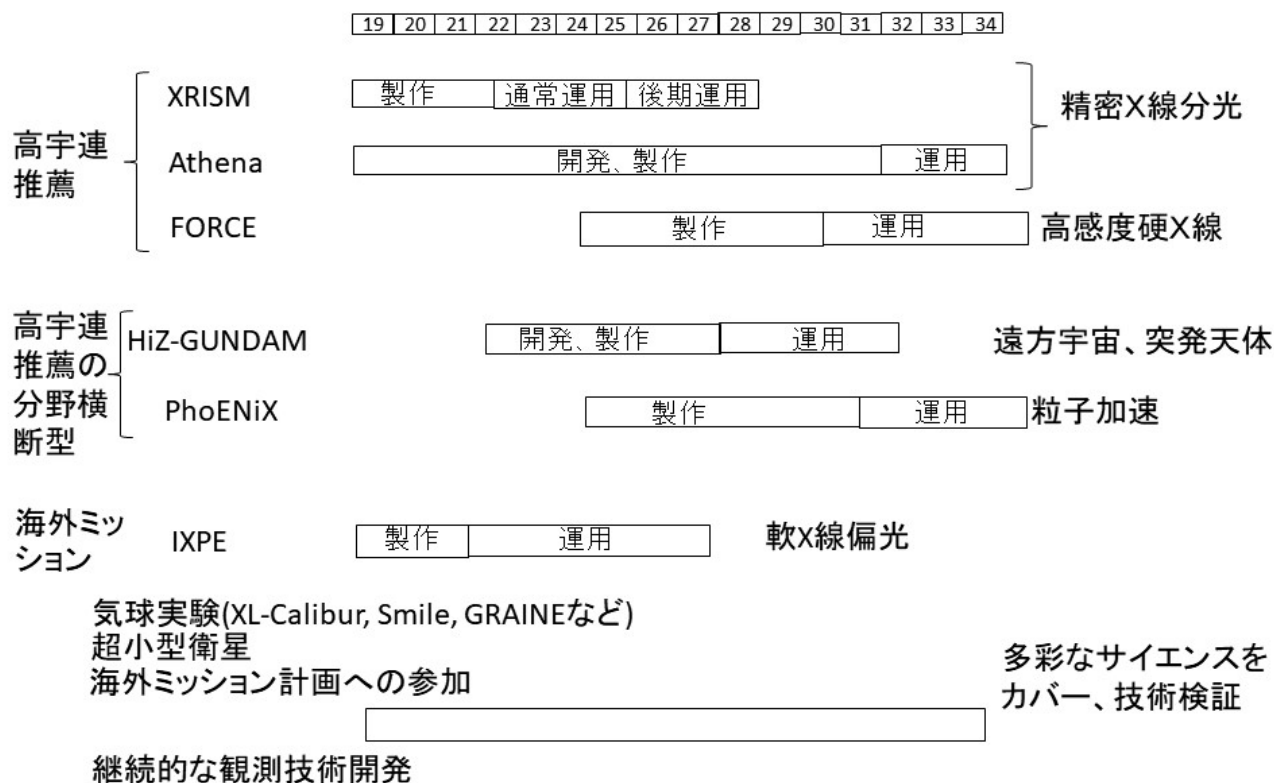 19 20 21 22 23 24 25 26 27 28 29 30 31 32 33 34
高宇連
推薦
XRISM
製作 通常運用 後期運用
Athena
開発、製作 運用
精密X線分光
FORCE
製作 運用
高感度硬X線
高宇連
推薦の
分野横
断型
HiZ-GUNDAM
開発、製作 運用
遠方宇宙、突発天体
PhoENiX
製作 運用
粒子加速
海外ミッ
ション
IXPE
製作 運用
軟X線偏光
気球実験(XL-Calibur, Smile, GRAINEなど)
超小型衛星
海外ミッション計画への参加
多彩なサイエンスを
カバー、技術検証
継続的な観測技術開発